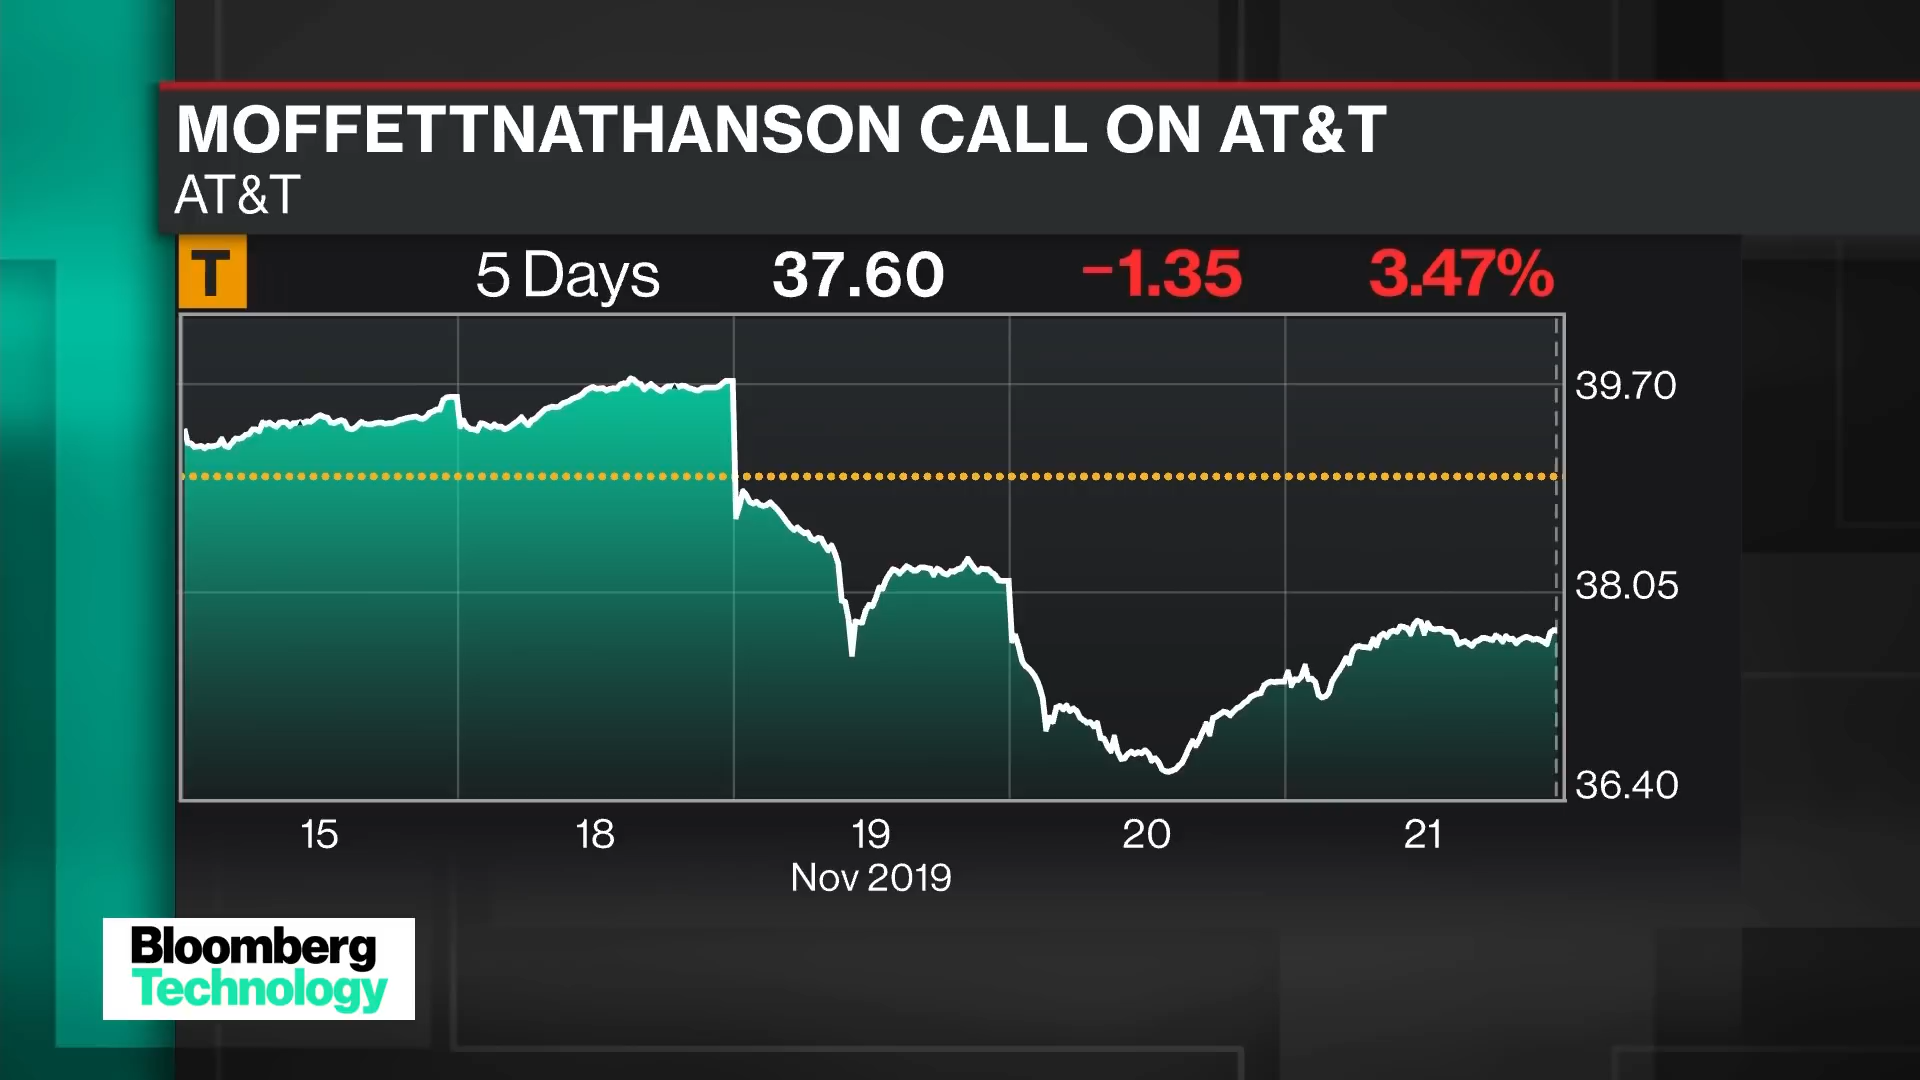 MOFFETTNATHANSON CALL ON AT&T
AT&T
T 5 Days 37.60 −1.35 3.47%
39.70
38.05
36.40
15 18 19 20 21
Nov 2019
Bloomberg
Technology